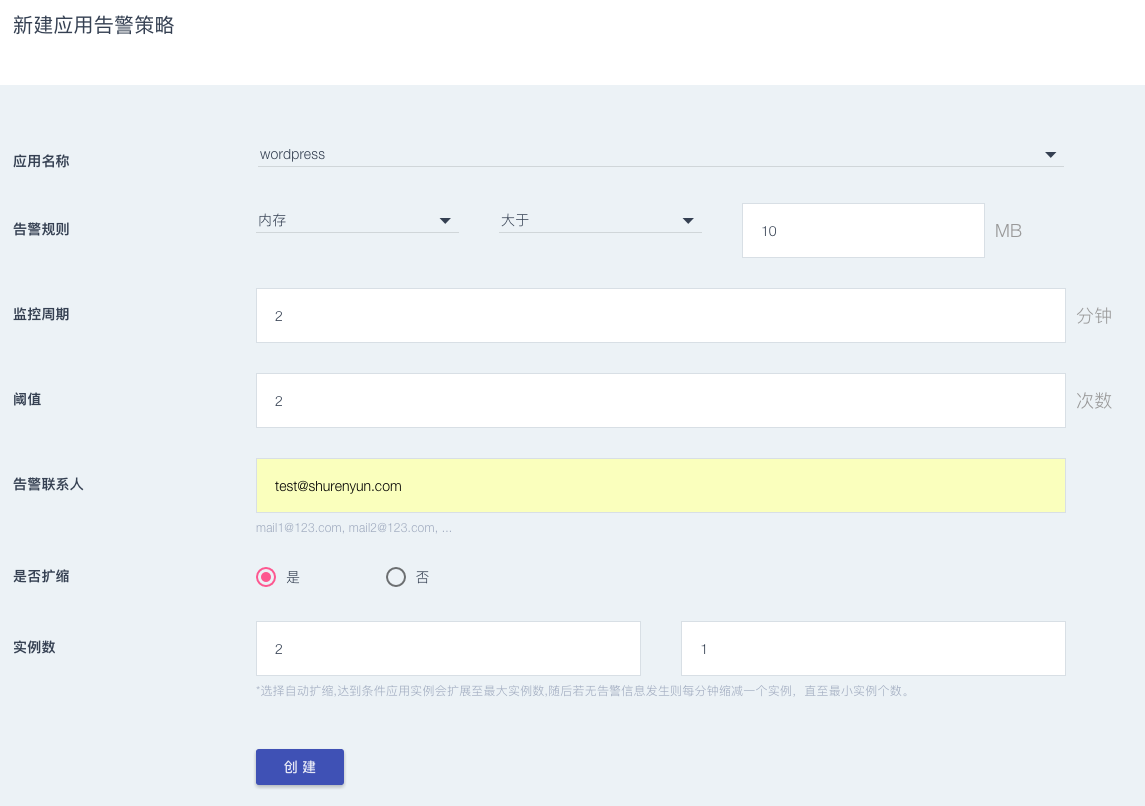 新建应用告警策略
应用名称 wordpress
告警规则 内存 大于 10 MB
监控周期 2 分钟
阈值 2 次数
告警联系人 test@shurenyun.com
mail1@123.com, mail2@123.com, ...
是否扩缩 是 否
实例数 2 1
*选择自动扩缩,达到条件应用实例会扩展至最大实例数,随后若无告警信息发生则每分钟缩减一个实例，直至最小实例个数。
创 建